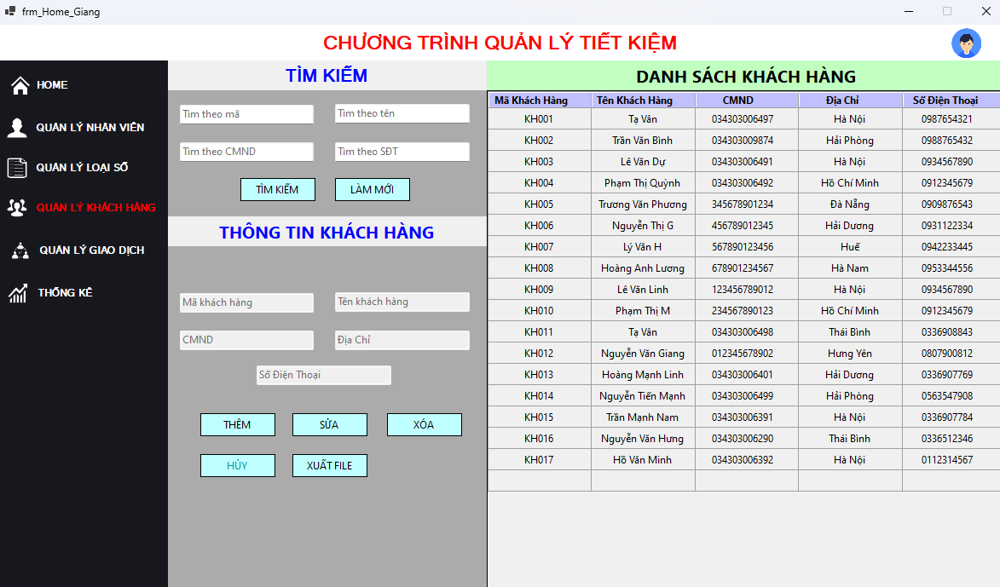 frm_Home_Giang
CHƯƠNG TRÌNH QUẢN LÝ TIẾT KIỆM
HOME
QUẢN LÝ NHÂN VIÊN
QUẢN LÝ LOẠI SỔ
QUẢN LÝ KHÁCH HÀNG
QUẢN LÝ GIAO DỊCH
THỐNG KÊ
TÌM KIẾM
Tìm theo mã Tìm theo tên
Tìm theo CMND Tìm theo SĐT
TÌM KIẾM LÀM MỚI
THÔNG TIN KHÁCH HÀNG
Mã khách hàng Tên khách hàng
CMND Địa Chỉ
Số Điện Thoại
THÊM SỬA XÓA
HỦY XUẤT FILE
DANH SÁCH KHÁCH HÀNG
Mã Khách Hàng Tên Khách Hàng CMND Địa Chỉ Số Điện Thoại
KH001 Tạ Vân 034303006497 Hà Nội 0987654321
KH002 Trần Văn Bình 034303009874 Hải Phòng 0988765432
KH003 Lê Văn Dự 034303006491 Hà Nội 0934567890
KH004 Phạm Thị Quỳnh 034303006492 Hồ Chí Minh 0912345679
KH005 Trương Văn Phương 345678901234 Đà Nẵng 0909876543
KH006 Nguyễn Thị G 456789012345 Hải Dương 0931122334
KH007 Lý Văn H 567890123456 Huế 0942233445
KH008 Hoàng Anh Lương 678901234567 Hà Nam 0953344556
KH009 Lê Văn Linh 123456789012 Hà Nội 0934567890
KH010 Phạm Thị M 234567890123 Hồ Chí Minh 0912345679
KH011 Tạ Vân 034303006498 Thái Bình 0336908843
KH012 Nguyễn Văn Giang 012345678902 Hưng Yên 0807900812
KH013 Hoàng Mạnh Linh 034303006401 Hải Dương 0336907769
KH014 Nguyễn Tiến Mạnh 034303006499 Hải Phòng 0563547908
KH015 Trần Mạnh Nam 034303006391 Hà Nội 0336907784
KH016 Nguyễn Văn Hưng 034303006290 Thái Bình 0336512346
KH017 Hồ Văn Minh 034303006392 Hà Nội 0112314567